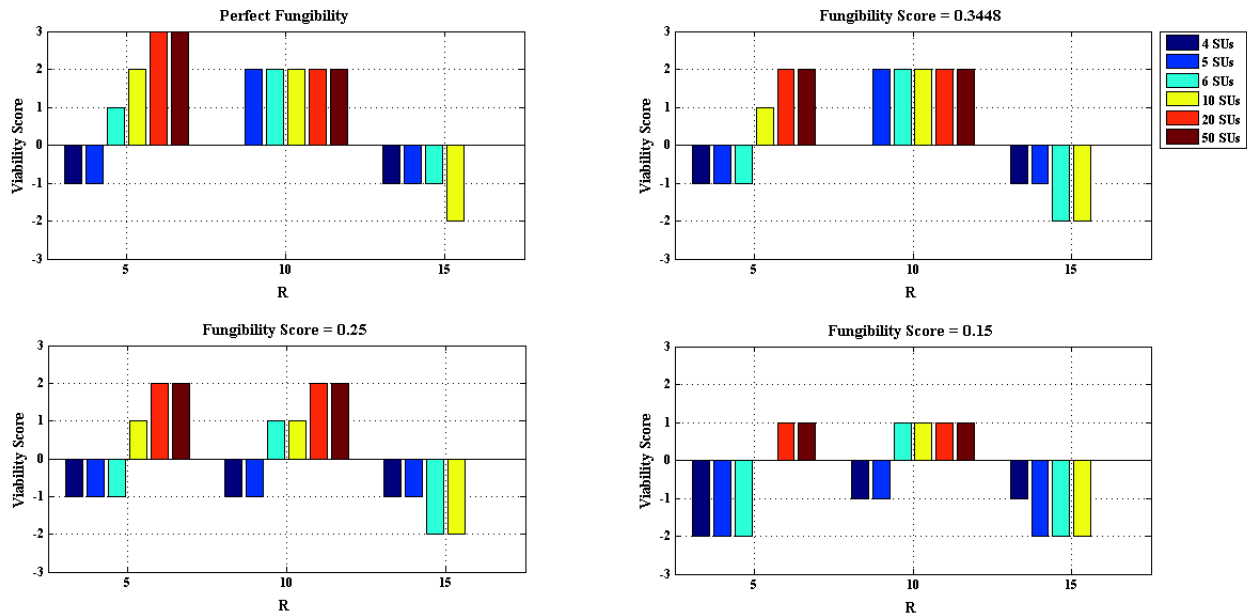 Perfect Fungibility
3
2
1
0
-1
-2
-3
Viability Score
5
10
15
R
Fungibility Score = 0.3448
3
2
1
0
-1
-2
-3
Viability Score
5
10
15
R
4 SUs
5 SUs
6 SUs
10 SUs
20 SUs
50 SUs
Fungibility Score = 0.25
3
2
1
0
-1
-2
-3
Viability Score
5
10
15
R
Fungibility Score = 0.15
3
2
1
0
-1
-2
-3
Viability Score
5
10
15
R